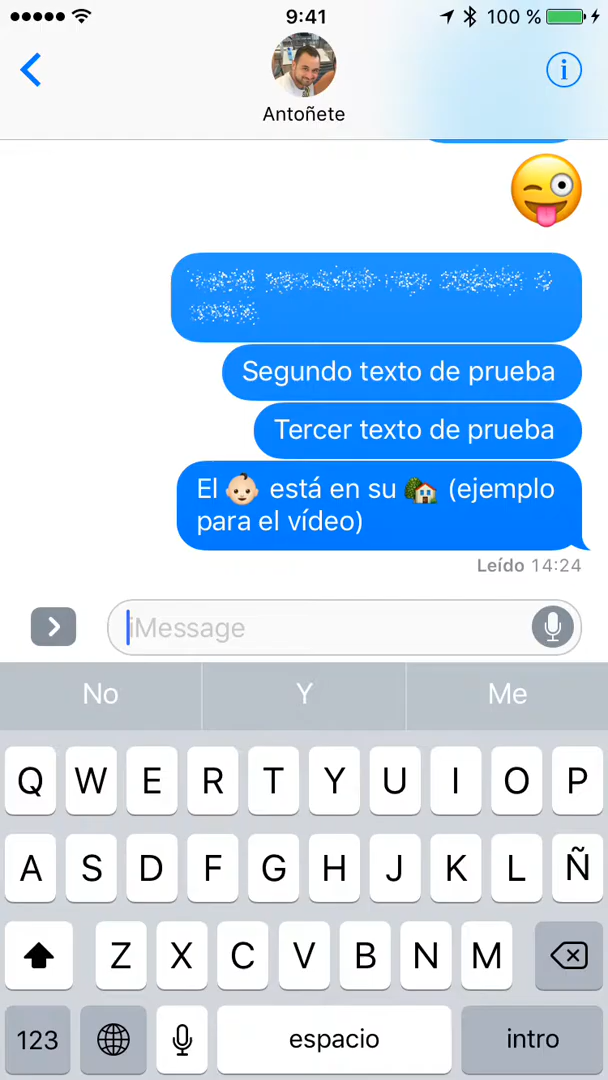 9:41
100 %
Antoñete
Segundo texto de prueba
Tercer texto de prueba
El 👶🏻 está en su 🏡 (ejemplo
para el vídeo)
Leído 14:24
iMessage
No Y Me
Q W E R T Y U I O P
A S D F G H J K L Ñ
Z X C V B N M
123 espacio intro